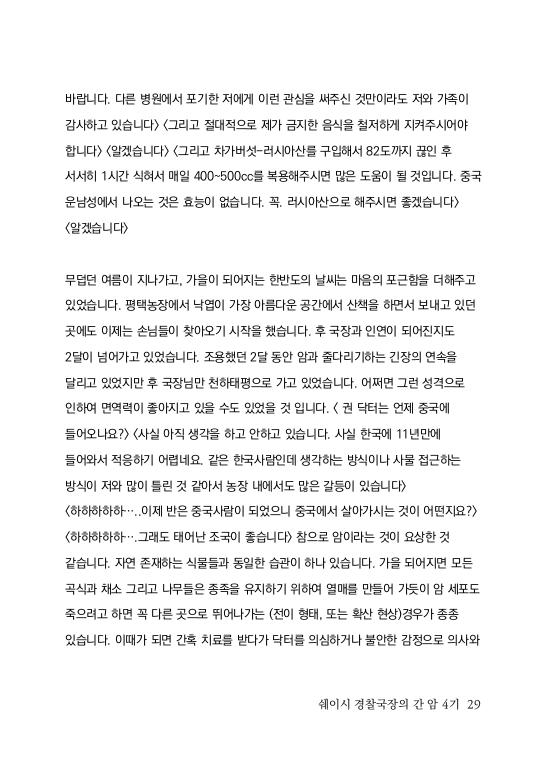 바랍니다. 다른 병원에서 포기한 저에게 이런 관심을 써주신 것만이라도 저와 가족이
감사하고 있습니다> <그리고 절대적으로 제가 금지한 음식을 철저하게 지켜주시어야
합니다> <알겠습니다> <그리고 차가버섯-러시아산를 구입해서 82도까지 끊인 후
서서히 1시간 식혀서 매일 400~500cc를 복용해주시면 많은 도움이 될 것입니다. 중국
운남성에서 나오는 것은 효능이 없습니다. 꼭. 러시아산으로 해주시면 좋겠습니다>
<알겠습니다>
무덥던 여름이 지나가고, 가을이 되어지는 한반도의 날씨는 마음의 포근함을 더해주고
있었습니다. 평택농장에서 낙엽이 가장 아름다운 공간에서 산책을 하면서 보내고 있던
곳에도 이제는 손님들이 찾아오기 시작을 했습니다. 후 국장과 인연이 되어진지도
2달이 넘어가고 있었습니다. 조용했던 2달 동안 암과 줄다리기하는 긴장의 연속을
달리고 있었지만 후 국장님만 천하태평으로 가고 있었습니다. 어쩌면 그런 성격으로
인하여 면역력이 좋아지고 있을 수도 있었을 것 입니다. < 권 닥터는 언제 중국에
들어오나요?> <사실 아직 생각을 하고 안하고 있습니다. 사실 한국에 11년만에
들어와서 적응하기 어렵네요. 같은 한국사람인데 생각하는 방식이나 사물 접근하는
방식이 저와 많이 틀린 것 같아서 농장 내에서도 많은 갈등이 있습니다>
<하하하하하…..이제 반은 중국사람이 되었으니 중국에서 살아가시는 것이 어떤지요?>
<하하하하하….그래도 태어난 조국이 좋습니다> 참으로 암이라는 것이 요상한 것
같습니다. 자연 존재하는 식물들과 동일한 습관이 하나 있습니다. 가을 되어지면 모든
곡식과 채소 그리고 나무들은 종족을 유지하기 위하여 열매를 만들어 가듯이 암 세포도
죽으려고 하면 꼭 다른 곳으로 뛰어나가는 (전이 형태, 또는 확산 현상)경우가 종종
있습니다. 이때가 되면 간혹 치료를 받다가 닥터를 의심하거나 불안한 감정으로 의사와
쉐이시 경찰국장의 간 암 4기 29